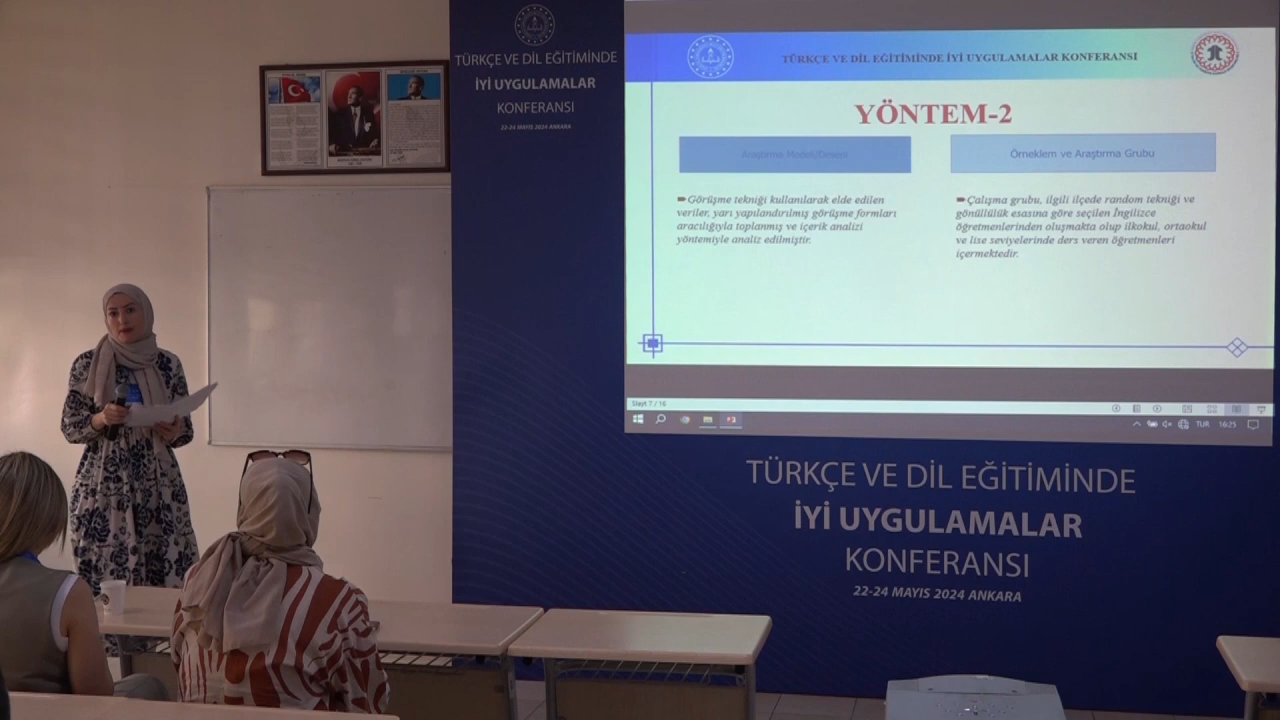 TÜRKÇE VE DİL EĞİTİMİNDE
İYİ UYGULAMALAR
KONFERANSI
22-24 MAYIS 2024 ANKARA
TÜRKÇE VE DİL EĞİTİMİNDE İYİ UYGULAMALAR KONFERANSI
YÖNTEM-2
Araştırma Modeli/Deseni
Görüşme tekniği kullanılarak elde edilen
veriler, yarı yapılandırılmış görüşme formları
aracılığıyla toplanmış ve içerik analizi
yöntemiyle analiz edilmiştir.
Örneklem ve Araştırma Grubu
Çalışma grubu, ilgili ilçede random tekniği ve
gönüllülük esasına göre seçilen İngilizce
öğretmenlerinden oluşmakta olup ilkokul, ortaokul
ve lise seviyelerinde ders veren öğretmenleri
içermektedir.
Slayt 7 / 16
TUR
16:25
TÜRKÇE VE DİL EĞİTİMİNDE
İYİ UYGULAMALAR
KONFERANSI
22-24 MAYIS 2024 ANKARA